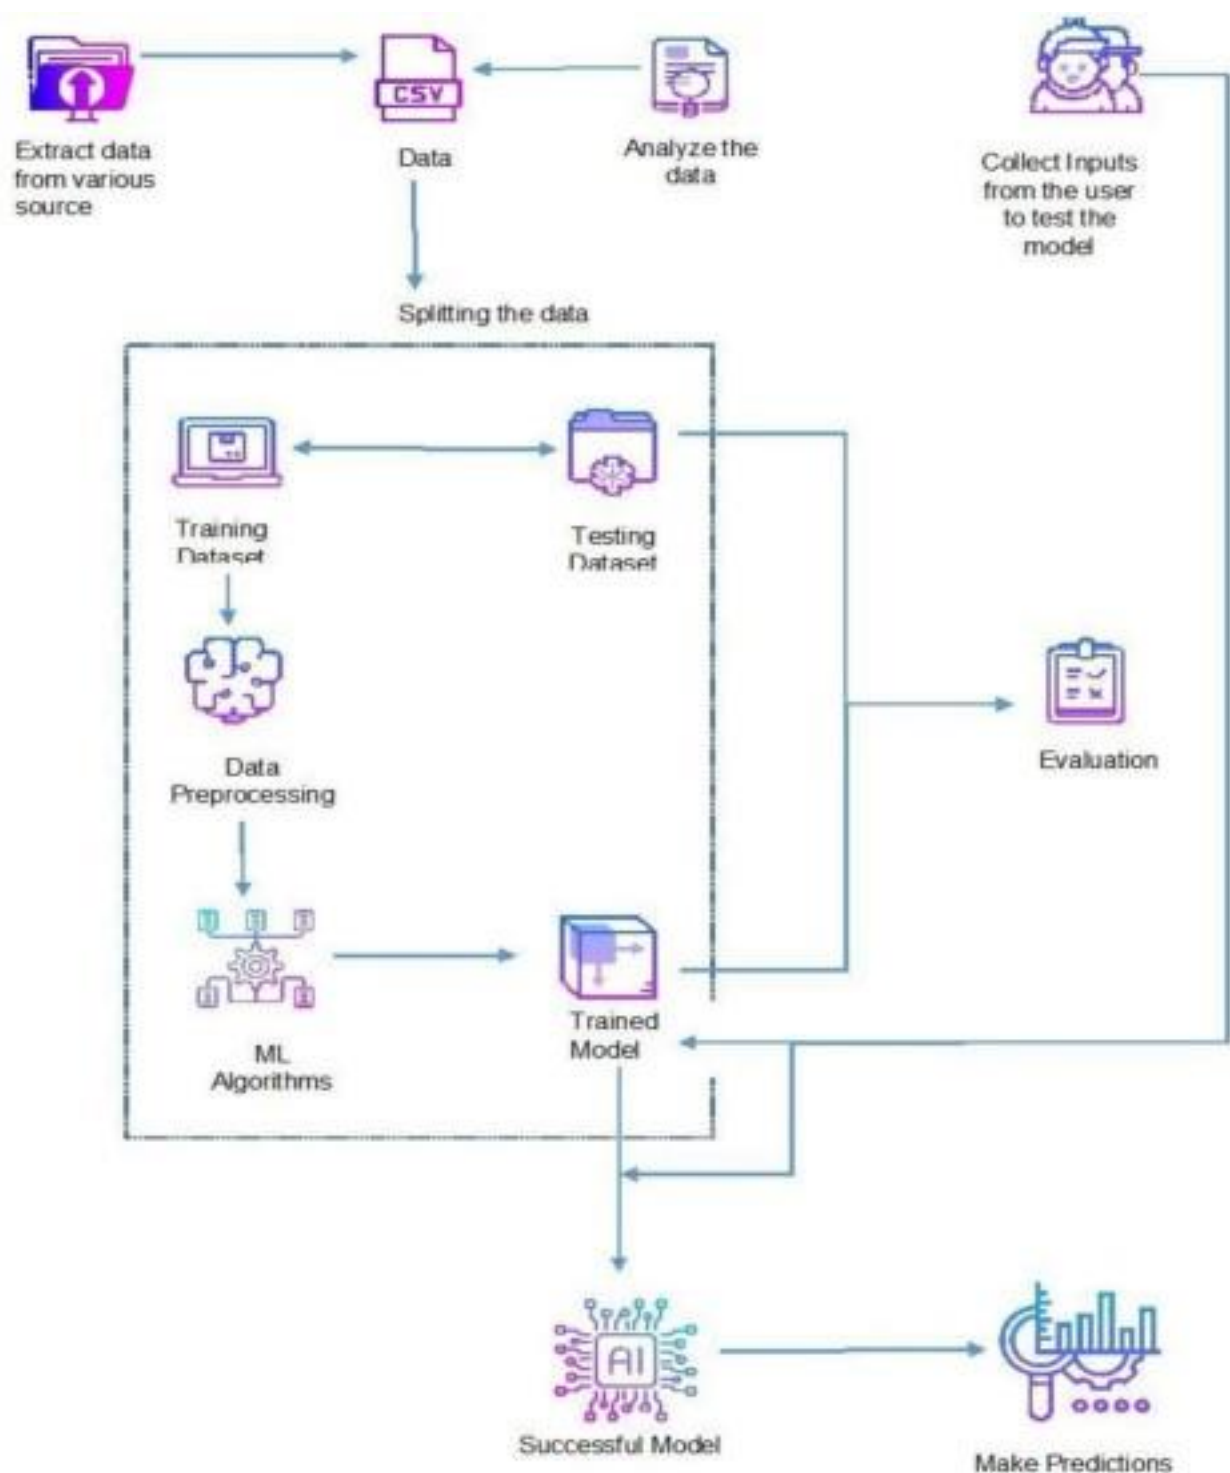 Extract data
from various
source
CSV
Data
Analyze the
data
Collect Inputs
from the user
to test the
model
Splitting the data
Training
Dataset
Testing
Dataset
Data
Preprocessing
Evaluation
ML
Algorithms
Trained
Model
AI
Successful Model
Make Predictions